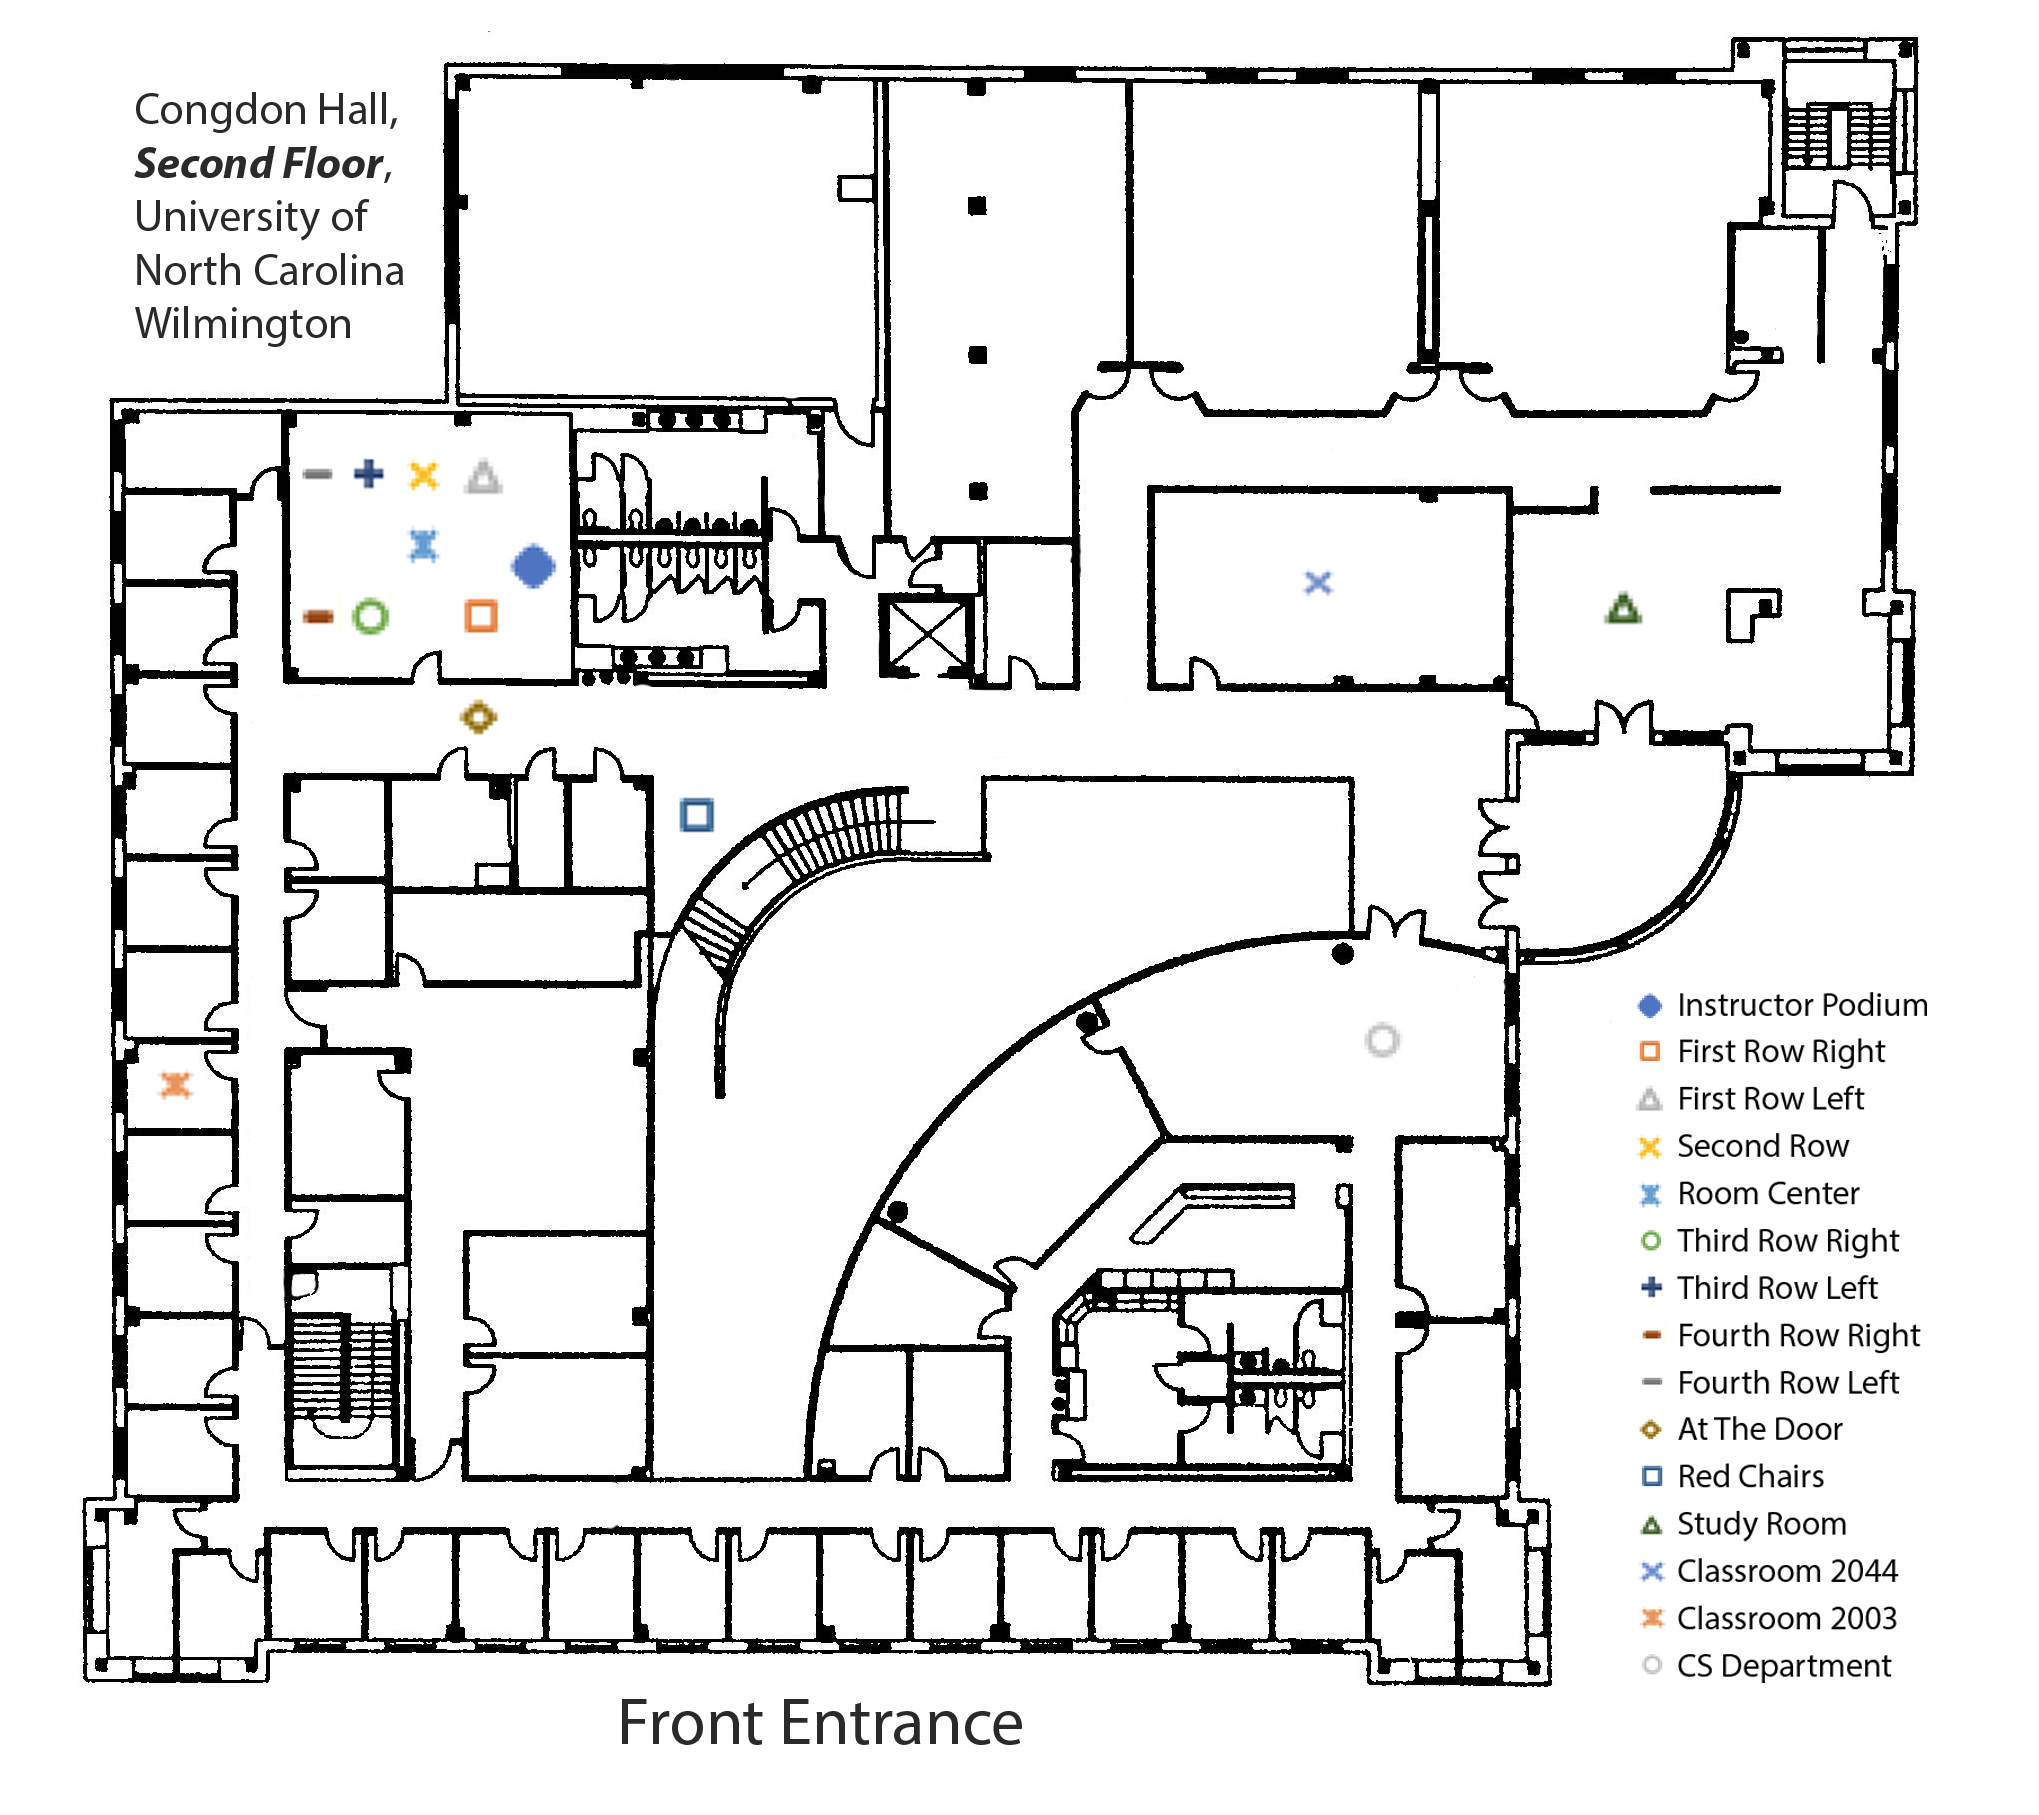 Congdon Hall,
Second Floor,
University of
North Carolina
Wilmington
Instructor Podium
First Row Right
First Row Left
Second Row
Room Center
Third Row Right
Third Row Left
Fourth Row Right
Fourth Row Left
At The Door
Red Chairs
Study Room
Classroom 2044
Classroom 2003
CS Department
Front Entrance